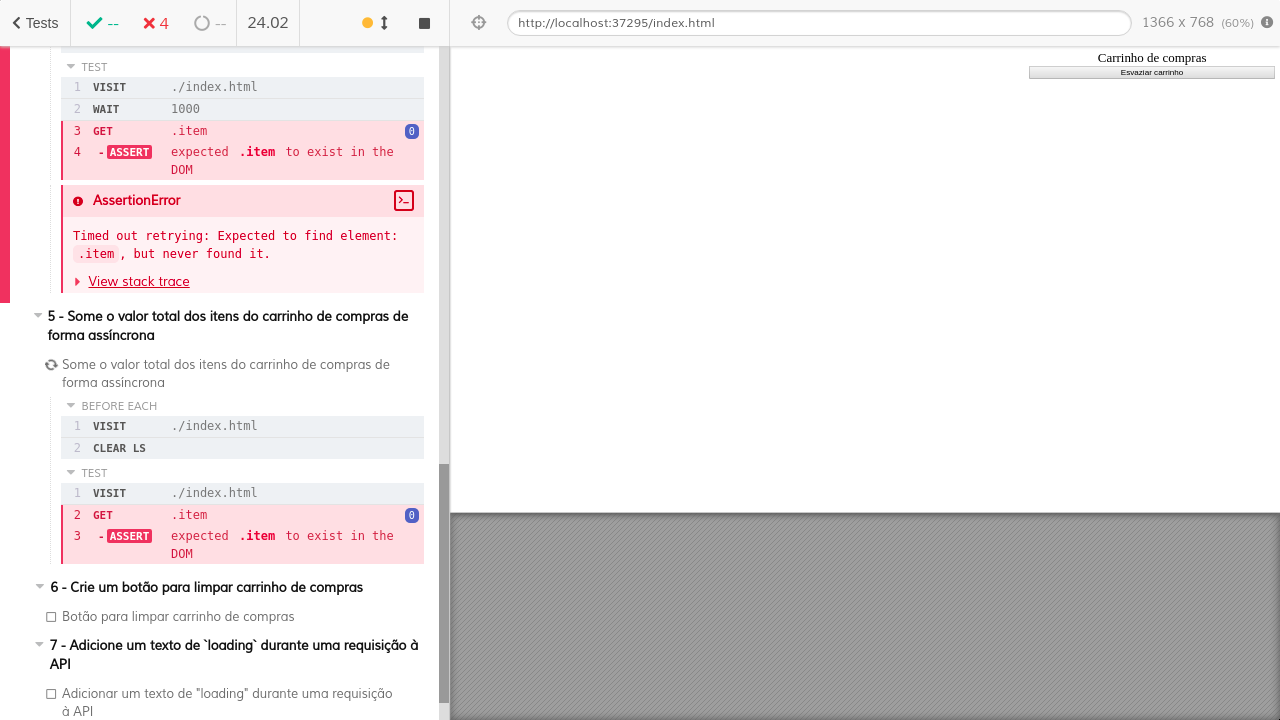 Tests
--
4
--
24.02
http://localhost:37295/index.html
1366 x 768 (60%)
TEST
1 VISIT ./index.html
2 WAIT 1000
3 GET .item 0
4 - ASSERT expected .item to exist in the
DOM
AssertionError
Timed out retrying: Expected to find element:
.item, but never found it.
View stack trace
5 - Some o valor total dos itens do carrinho de compras de
forma assíncrona
Some o valor total dos itens do carrinho de compras de
forma assíncrona
BEFORE EACH
1 VISIT ./index.html
2 CLEAR LS
TEST
1 VISIT ./index.html
2 GET .item 0
3 - ASSERT expected .item to exist in the
DOM
6 - Crie um botão para limpar carrinho de compras
Botão para limpar carrinho de compras
7 - Adicione um texto de `loading` durante uma requisição à
API
Adicionar um texto de "loading" durante uma requisição
à API
Carrinho de compras
Esvaziar carrinho